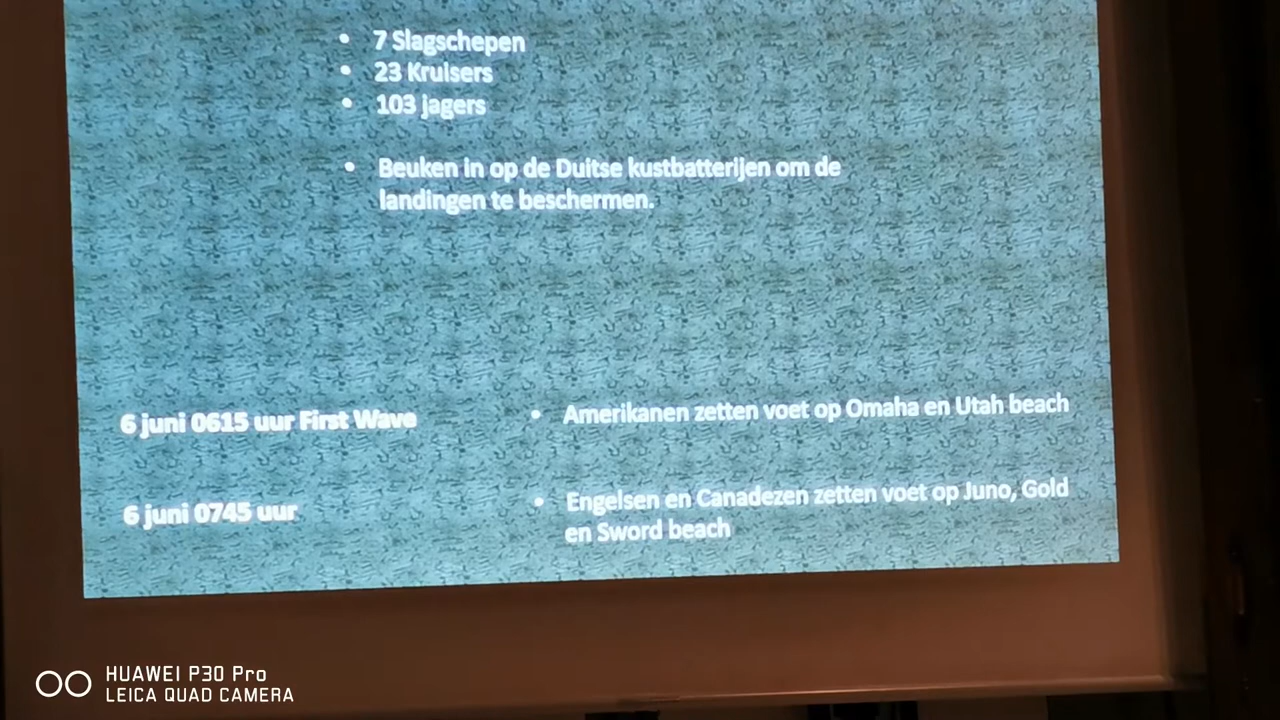 • 7 Slagschepen
• 23 Kruisers
• 103 jagers
• Beuken in op de Duitse kustbatterijen om de
landingen te beschermen.
6 juni 0615 uur First Wave
• Amerikanen zetten voet op Omaha en Utah beach
6 juni 0745 uur
• Engelsen en Canadezen zetten voet op Juno, Gold
en Sword beach
HUAWEI P30 Pro
LEICA QUAD CAMERA